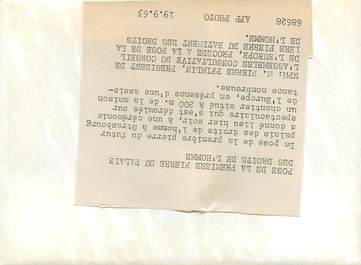 POSE DE LA PREMIERE PIERRE DU PALAIS
DES DROITS DE L'HOMME
La pose de la première pierre du futur
palais des droits de l'homme à Strasbourg
a donné lieu hier soir, à une cérémonie
spectaculaire qui s'est déroulée sur
un chantier situé à 200 m. de la maison
de l'Europe, en présence d'une assis-
tance nombreuse.
NPM: M. PIERRE PFIMLIN, PRESIDENT DE
L'ASSEMBLEE CONSULTATIVE DU CONSEIL
DE L'EUROPE, PROCEDE A LA POSE DE LA
1ERE PIERRE DU BATIMENT DES DROITS
DE L'HOMME.
68628 AFP PHOTO 19.9.63